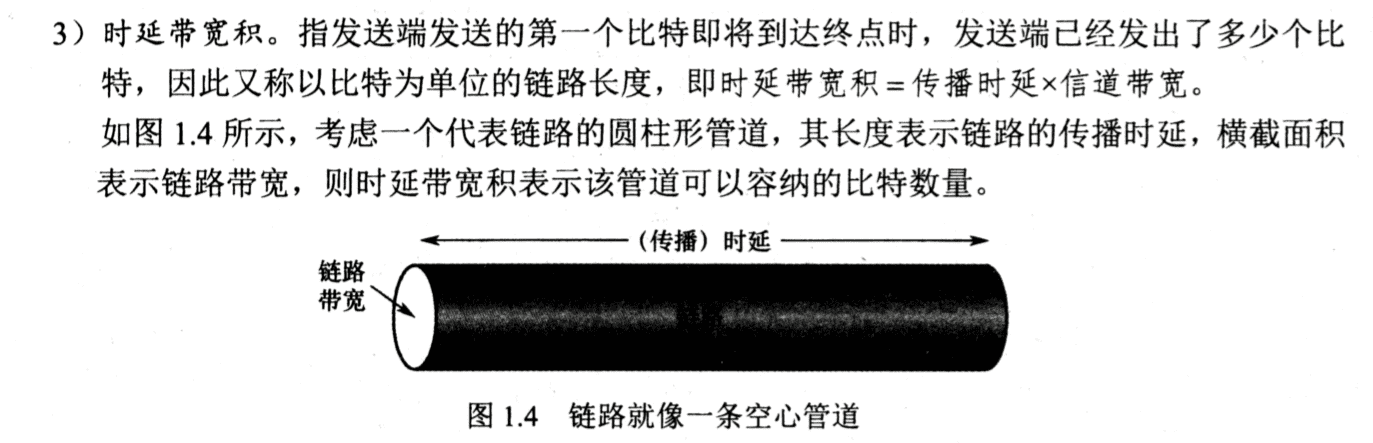 3）时延带宽积。指发送端发送的第一个比特即将到达终点时，发送端已经发出了多少个比
特，因此又称以比特为单位的链路长度，即时延带宽积=传播时延×信道带宽。
如图 1.4 所示，考虑一个代表链路的圆柱形管道，其长度表示链路的传播时延，横截面积
表示链路带宽，则时延带宽积表示该管道可以容纳的比特数量。
（传播）时延
链路
带宽
图 1.4 链路就像一条空心管道